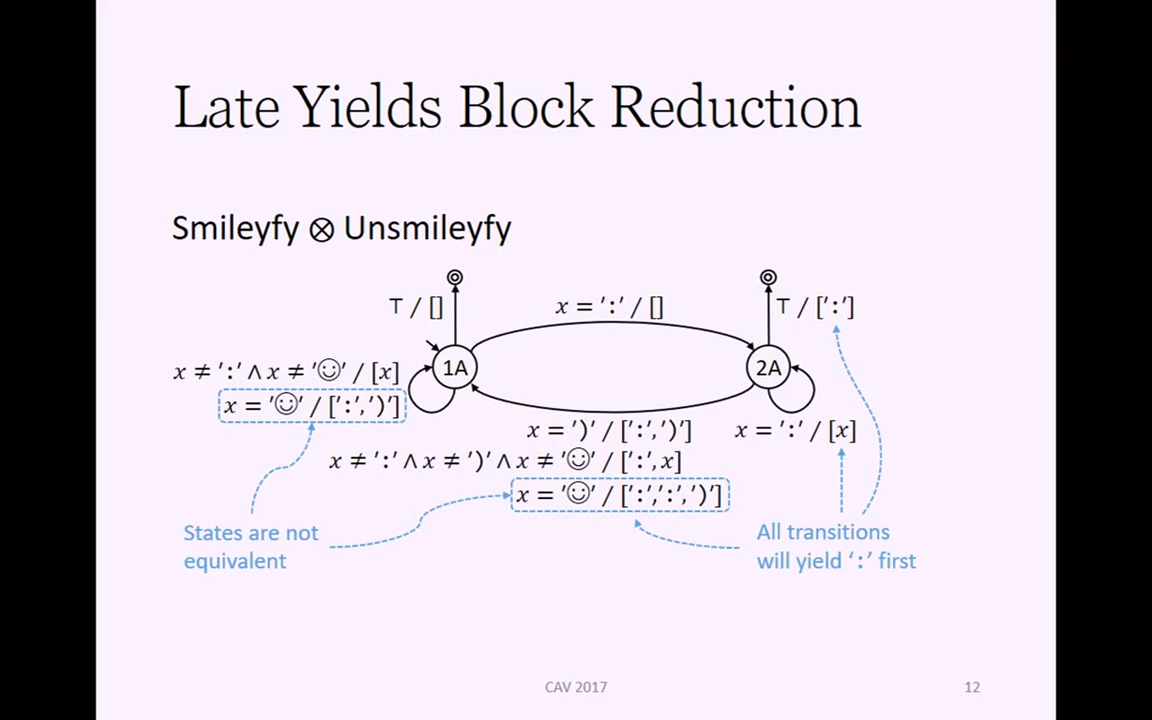 Late Yields Block Reduction
Smileyfy ⊗ Unsmileyfy
⊤ / []
x = ':' / []
⊤ / [':']
1A
2A
x ≠ ':' ∧ x ≠ '☺' / [x]
x = '☺' / [':',')']
x = ')' / [':',')']
x = ':' / [x]
x ≠ ':' ∧ x ≠ ')' ∧ x ≠ '☺' / [':',x]
x = '☺' / [':',':',')']
States are not
equivalent
All transitions
will yield ‘:’ first
CAV 2017
12